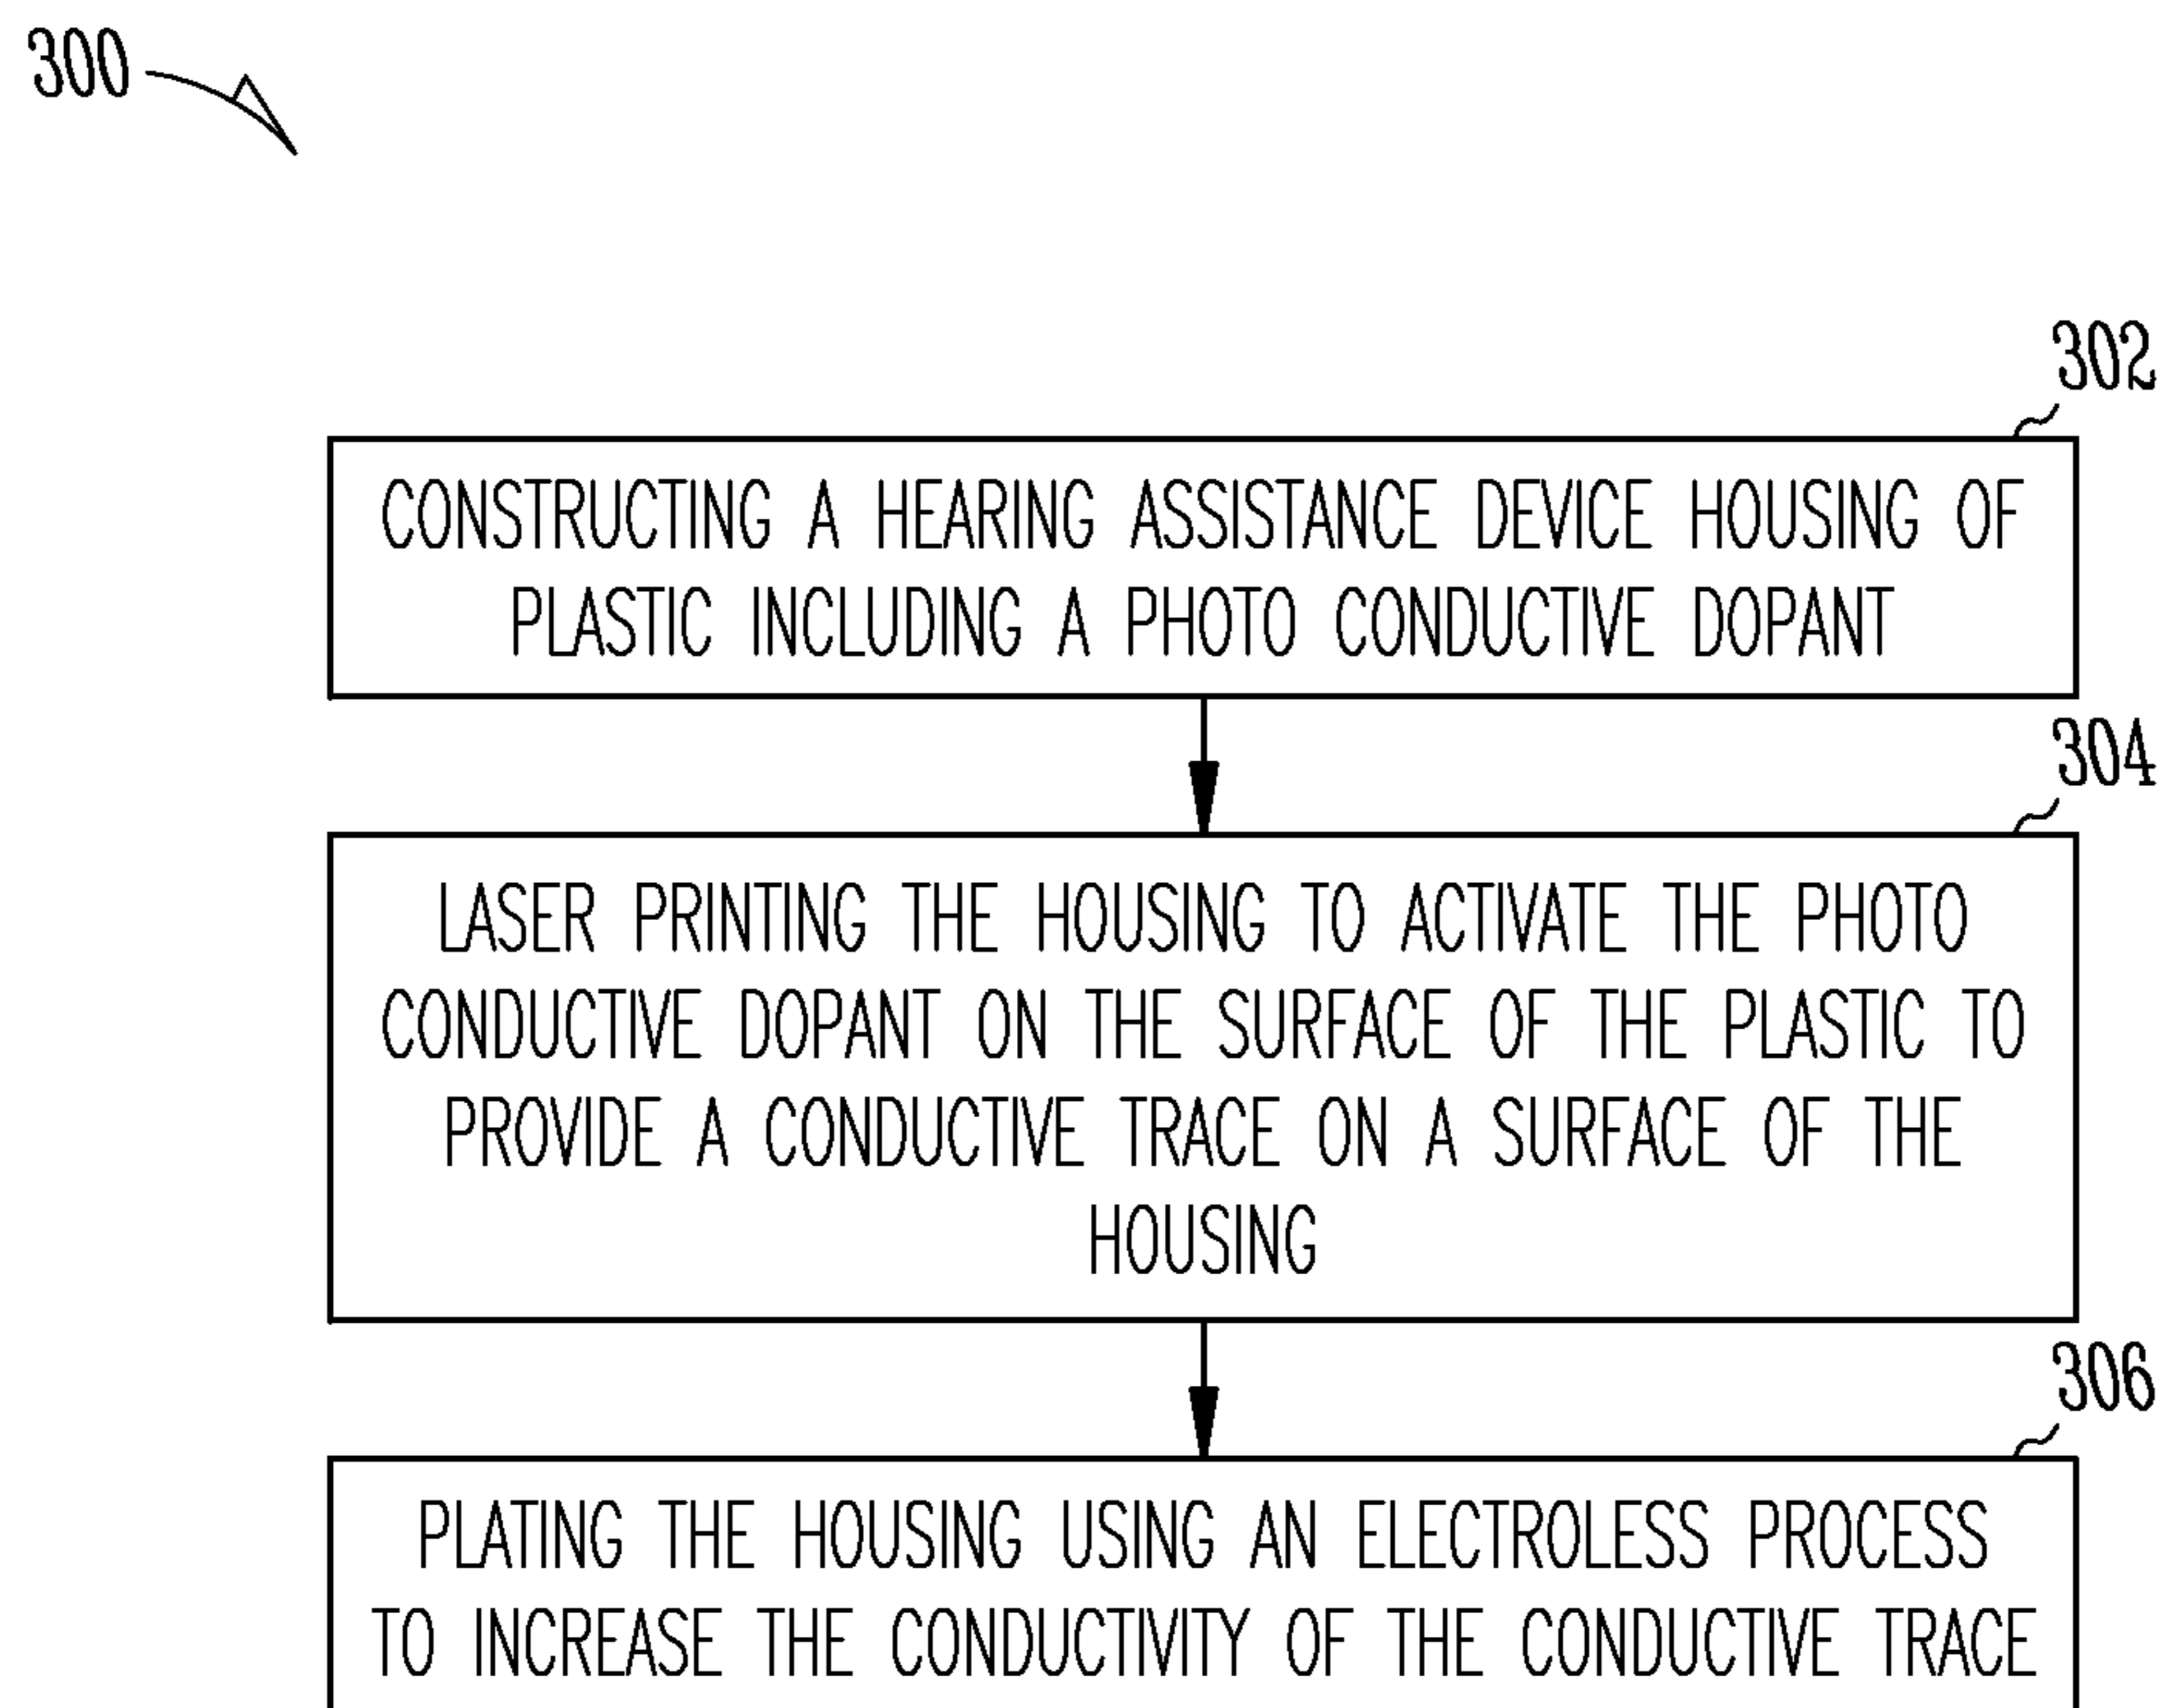 300
302
CONSTRUCTING A HEARING ASSISTANCE DEVICE HOUSING OF
PLASTIC INCLUDING A PHOTO CONDUCTIVE DOPANT
304
LASER PRINTING THE HOUSING TO ACTIVATE THE PHOTO
CONDUCTIVE DOPANT ON THE SURFACE OF THE PLASTIC TO
PROVIDE A CONDUCTIVE TRACE ON A SURFACE OF THE
HOUSING
306
PLATING THE HOUSING USING AN ELECTROLESS PROCESS
TO INCREASE THE CONDUCTIVITY OF THE CONDUCTIVE TRACE